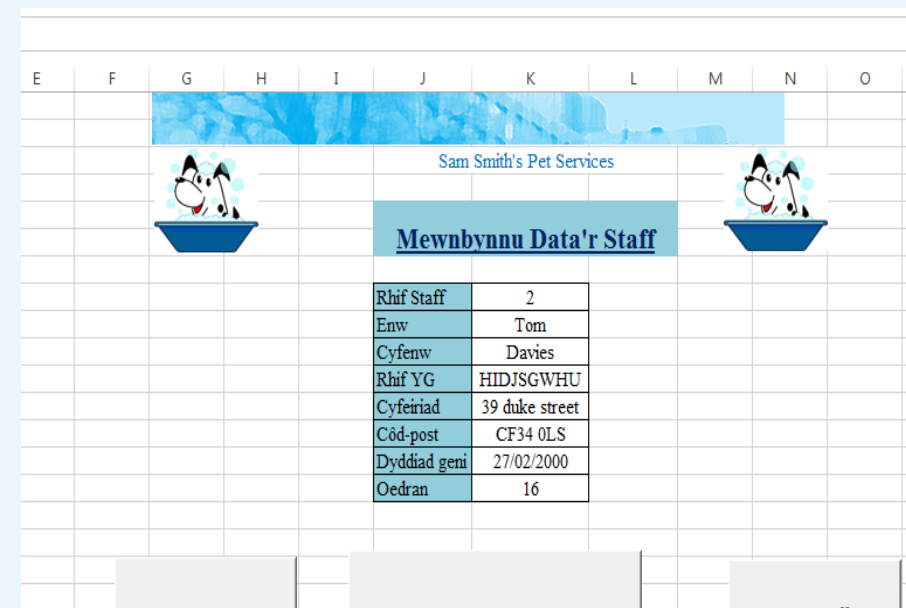 E F G H I J K L M N O
Sam Smith's Pet Services
Mewnbynnu Data'r Staff
Rhif Staff 2
Enw Tom
Cyfenw Davies
Rhif YG HIDJSGWHU
Cyfeiriad 39 duke street
Côd-post CF34 0LS
Dyddiad geni 27/02/2000
Oedran 16